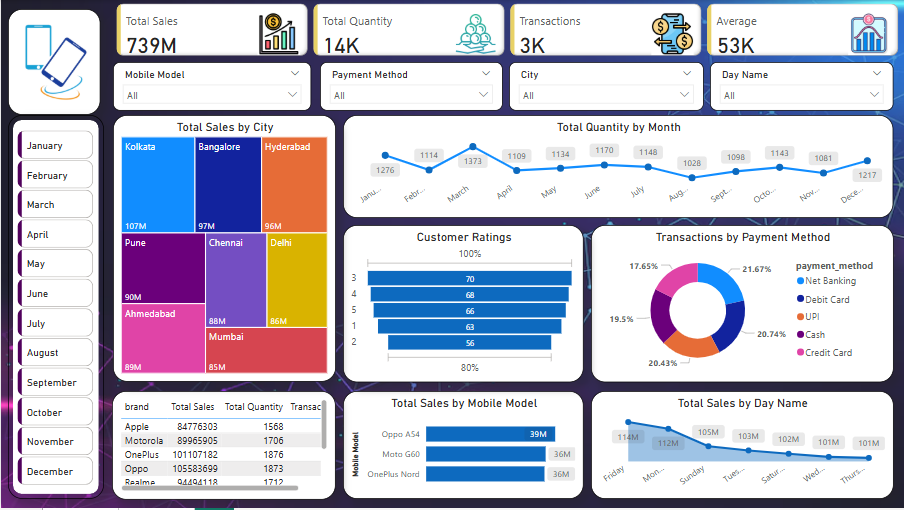 Total Sales
739M
Total Quantity
14K
Transactions
3K
Average
53K
Mobile Model
All
Payment Method
All
City
All
Day Name
All
January
February
March
April
May
June
July
August
September
October
November
December
Total Sales by City
Kolkata
107M
Bangalore
97M
Hyderabad
96M
Pune
90M
Chennai
88M
Delhi
86M
Ahmedabad
89M
Mumbai
85M
Total Quantity by Month
1276
1114
1373
1109
1134
1170
1148
1028
1098
1143
1081
1217
Janu...
Febr...
March
April
May
June
July
Aug...
Sept...
Octo...
Nov...
Dece...
Customer Ratings
100%
3 70
4 68
5 66
1 63
2 56
80%
Transactions by Payment Method
17.65%
21.67%
19.5%
20.74%
20.43%
payment_method
Net Banking
Debit Card
UPI
Cash
Credit Card
brand Total Sales Total Quantity Transac
Apple 84776303 1568
Motorola 89965905 1706
OnePlus 101107182 1876
Oppo 105583699 1873
Realme 94494118 1712
Total Sales by Mobile Model
Mobile Model
Oppo A54 39M
Moto G60 36M
OnePlus Nord 36M
Total Sales by Day Name
114M
112M
105M
103M
102M
101M
101M
Friday
Mon...
Sunday
Tues...
Satur...
Wed...
Thurs...